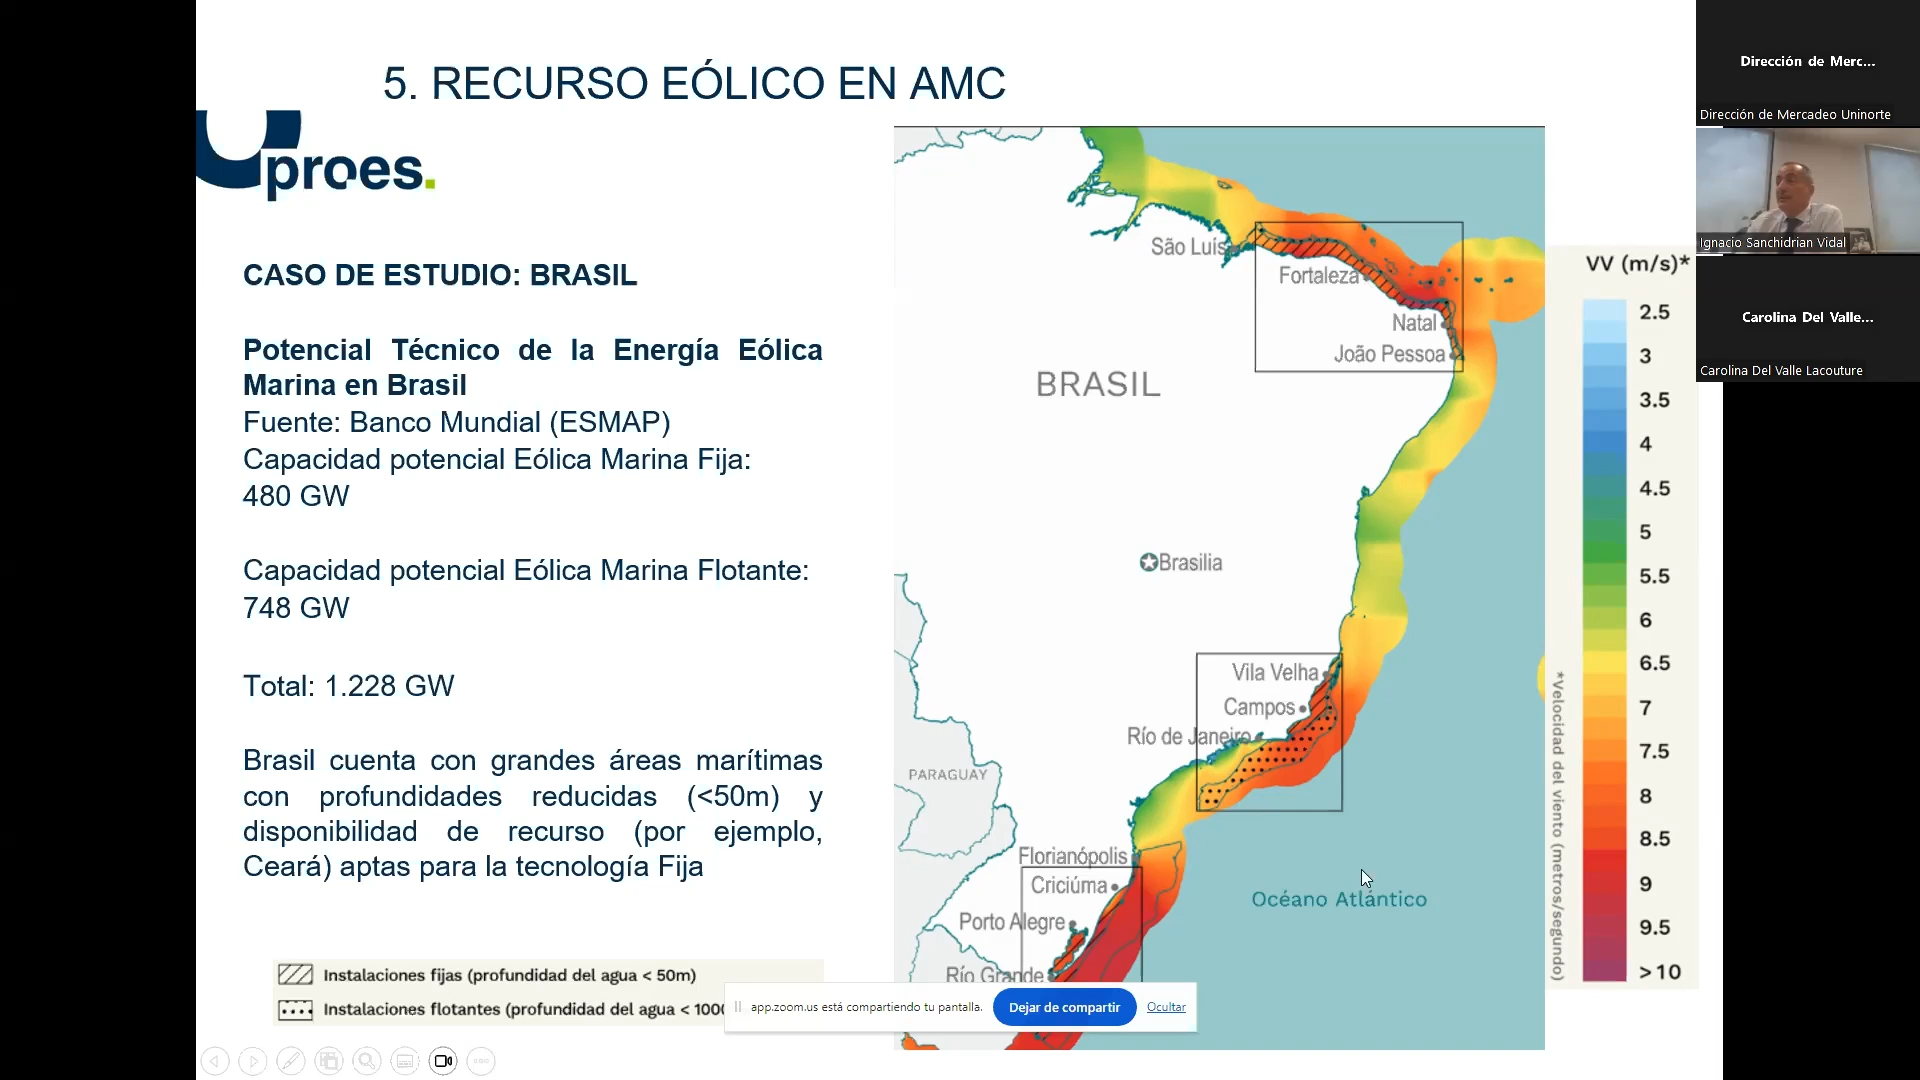 5. RECURSO EÓLICO EN AMC
proes.
CASO DE ESTUDIO: BRASIL
Potencial Técnico de la Energía Eólica
Marina en Brasil
Fuente: Banco Mundial (ESMAP)
Capacidad potencial Eólica Marina Fija:
480 GW
Capacidad potencial Eólica Marina Flotante:
748 GW
Total: 1.228 GW
Brasil cuenta con grandes áreas marítimas
con profundidades reducidas (<50m) y
disponibilidad de recurso (por ejemplo,
Ceará) aptas para la tecnología Fija
Instalaciones fijas (profundidad del agua < 50m)
Instalaciones flotantes (profundidad del agua < 100
São Luís
Fortaleza
Natal
João Pessoa
BRASIL
Brasilia
Vila Velha
Campos
Río de Janeiro
PARAGUAY
Florianópolis
Criciúma
Porto Alegre
Río Grande
Océano Atlántico
VV (m/s)*
2.5
3
3.5
4
4.5
5
5.5
6
6.5
7
7.5
8
8.5
9
9.5
>10
*Velocidad del viento (metros/segundo)
app.zoom.us está compartiendo tu pantalla.
Dejar de compartir
Ocultar
Dirección de Merc...
Dirección de Mercadeo Uninorte
Ignacio Sanchidrian Vidal
Carolina Del Valle...
Carolina Del Valle Lacouture